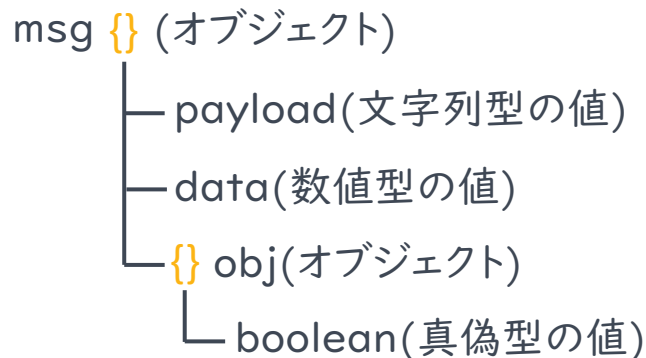 msg {} (オブジェクト)
payload(文字列型の値)
data(数値型の値)
{} obj(オブジェクト)
boolean(真偽型の値)